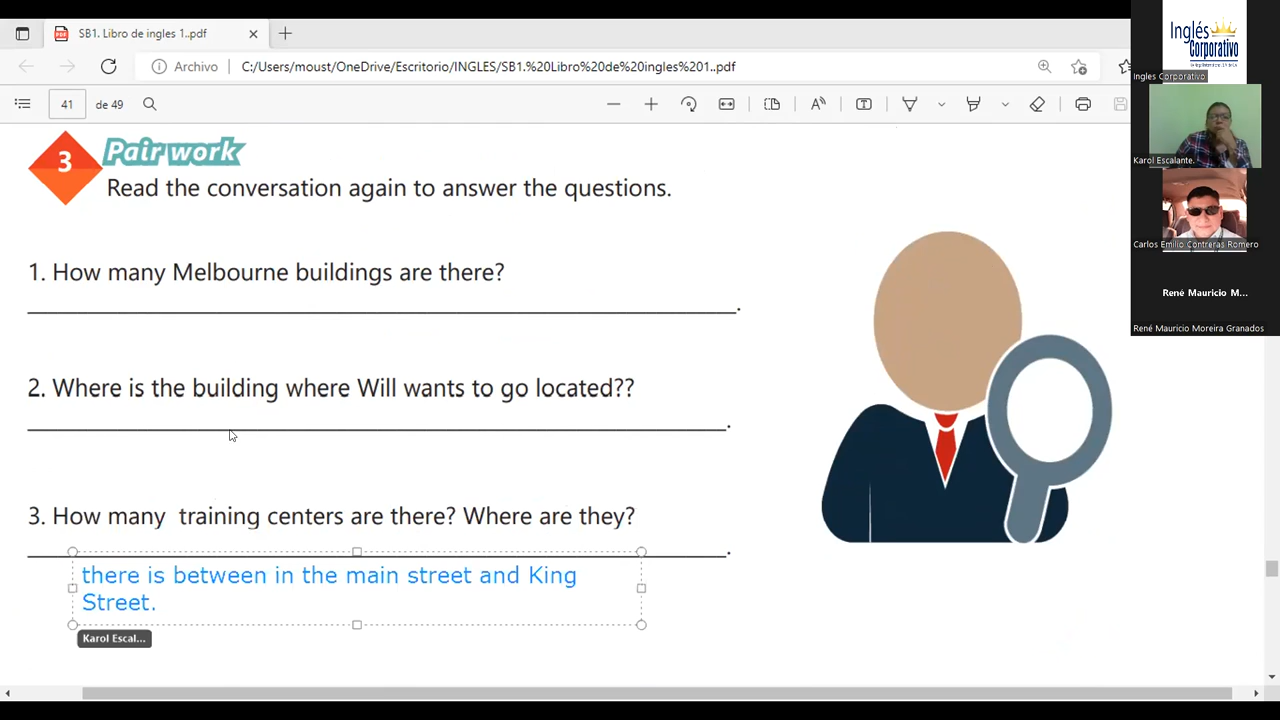 SB1. Libro de ingles 1..pdf
Archivo
C:/Users/moust/OneDrive/Escritorio/INGLES/SB1.%20Libro%20de%20ingles%201..pdf
41 de 49
3 Pair work
Read the conversation again to answer the questions.
1. How many Melbourne buildings are there?
2. Where is the building where Will wants to go located??
3. How many training centers are there? Where are they?
there is between in the main street and King
Street.
Karol Escal...
Inglés
Corporativo
Ingles Corporativo
Karol Escalante.
Carlos Emilio Contreras Romero
René Mauricio M...
René Mauricio Moreira Granados